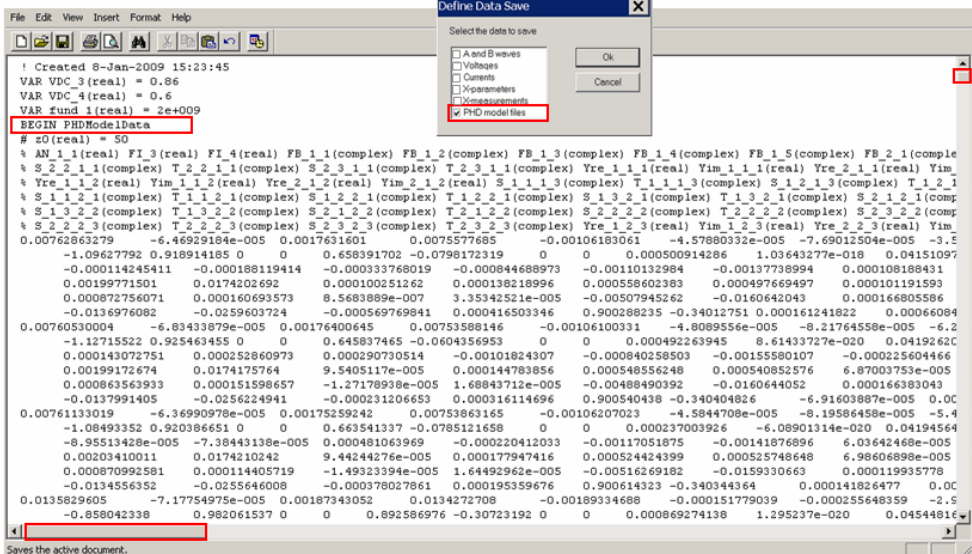 Define Data Save
File Edit View Insert Format Help
Select the data to save
A and B waves
Voltages
Currents
X-parameters
X-measurements
PHD model files
Ok
Cancel
! Created 8-Jan-2009 15:23:45
VAR VDC_3(real) = 0.86
VAR VDC_4(real) = 0.6
VAR fund_1(real) = 2e+009
BEGIN PHDModelData
# z0(real) = 50
% AN_1_1(real) FI_3(real) FI_4(real) FB_1_1(complex) FB_1_2(complex) FB_1_3(complex) FB_1_4(complex) FB_1_5(complex) FB_2_1(comple
% S_2_2_1_1(complex) T_2_2_1_1(complex) S_2_3_1_1(complex) T_2_3_1_1(complex) Yre_1_1_1(real) Yim_1_1_1(real) Yre_2_1_1(real) Yim
% Yre_1_1_2(real) Yim_1_1_2(real) Yre_2_1_2(real) Yim_2_1_2(real) S_1_1_1_3(complex) T_1_1_1_3(complex) S_1_2_1_3(complex) T_1_2
% S_1_1_2_1(complex) T_1_1_2_1(complex) S_1_2_2_1(complex) T_1_2_2_1(complex) S_1_3_2_1(complex) T_1_3_2_1(complex) S_2_1_2_1(com
% S_1_3_2_2(complex) T_1_3_2_2(complex) S_2_1_2_2(complex) T_2_1_2_2(complex) S_2_2_2_2(complex) T_2_2_2_2(complex) S_2_3_2_2(comp
% S_2_2_2_3(complex) T_2_2_2_3(complex) S_2_3_2_3(complex) T_2_3_2_3(complex) Yre_1_2_3(real) Yim_1_2_3(real) Yre_2_2_3(real) Yim
0.00762863279 -6.46929184e-005 0.0017631601 0.0075577685 -0.00106183061 -4.57880332e-005 -7.69012504e-005 -3.5
-1.09627792 0.918914185 0 0 0.658391702 -0.0798172319 0 0 0.000500914286 1.03643277e-018 0.04151097
-0.000114245411 -0.000188119414 -0.000333768019 -0.000844688973 -0.00110132984 -0.00137738994 0.000108188431
0.00199771501 0.0174202692 0.000100251262 0.000138218996 0.000558602383 0.000497669497 0.000101191593
0.000872756071 0.000160693573 8.5683889e-007 3.35342521e-005 -0.00507945262 -0.0160642043 0.000166805586
-0.0136976082 -0.0259603724 -0.000569769841 0.000416503346 0.900288235 -0.34012751 0.000161241822 0.00066084
0.00760530004 -6.83433879e-005 0.00176400645 0.00753588146 -0.00106100331 -4.8089556e-005 -8.21764558e-005 -6.2
-1.12715522 0.925463455 0 0 0.645837465 -0.0604356953 0 0 0.000492263945 8.61433727e-020 0.04192620
0.000143072751 0.000252860973 0.000290730514 -0.00101824307 -0.000840258503 -0.00155580107 -0.000225604466
0.00199172674 0.0174175764 9.5405117e-005 0.000144783856 0.000548556248 0.000540852576 6.87003753e-005
0.000863563933 0.000151598657 -1.27178938e-005 1.68843712e-005 -0.00488490392 -0.0160644052 0.000166383043
-0.0137991405 -0.0256224941 -0.000231206653 0.000316114696 0.900540438 -0.340404826 -6.91603887e-005 0.00
0.00761133019 -6.36990978e-005 0.00175259242 0.00753863165 -0.00106207023 -4.5844708e-005 -8.19586458e-005 -5.4
-1.08493352 0.920386651 0 0 0.663541337 -0.0785121658 0 0 0.000237003926 -6.08901314e-020 0.04194564
-8.95513428e-005 -7.38443138e-005 0.000481063969 -0.000220412033 -0.00117051875 -0.00141876896 6.03642468e-005
0.00203410011 0.0174210242 9.44244276e-005 0.000177947416 0.000524424399 0.000525748648 6.98606898e-005
0.000870992581 0.000114405719 -1.49323394e-005 1.64492962e-005 -0.00516269182 -0.0159330663 0.000119935778
-0.0134556352 -0.0255646008 -0.000378027861 0.000195359676 0.900614323 -0.340344364 0.000141826477 0.00
0.0135829605 -7.17754975e-005 0.00187343052 0.0134272708 -0.00189334688 -0.000151779039 -0.000255648359 -2.9
-0.858042338 0.982061537 0 0 0.892586976 -0.30723192 0 0 0.000869274138 1.295237e-020 0.04544816
Saves the active document.